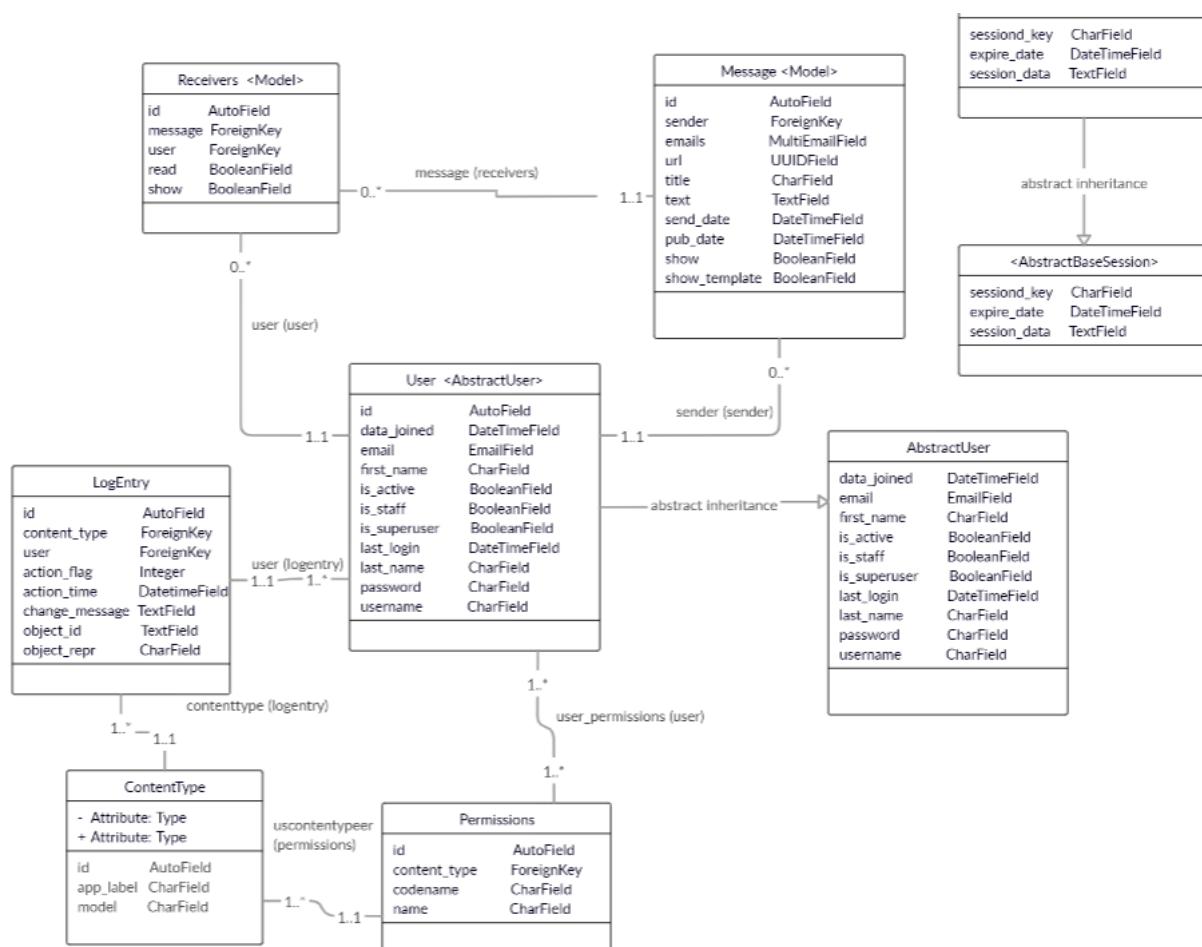 sessiond_key CharField
expire_date DateTimeField
session_data TextField
abstract inheritance
<AbstractBaseSession>
sessiond_key CharField
expire_date DateTimeField
session_data TextField
Receivers <Model>
id AutoField
message ForeignKey
user ForeignKey
read BooleanField
show BooleanField
0..*
message (receivers)
1..1
Message <Model>
id AutoField
sender ForeignKey
emails MultiEmailField
url UUIDField
title CharField
text TextField
send_date DateTimeField
pub_date DateTimeField
show BooleanField
show_template BooleanField
0..*
user (user)
1..1
0..*
sender (sender)
1..1
User <AbstractUser>
id AutoField
data_joined DateTimeField
email EmailField
first_name CharField
is_active BooleanField
is_staff BooleanField
is_superuser BooleanField
last_login DateTimeField
last_name CharField
password CharField
username CharField
abstract inheritance
AbstractUser
data_joined DateTimeField
email EmailField
first_name CharField
is_active BooleanField
is_staff BooleanField
is_superuser BooleanField
last_login DateTimeField
last_name CharField
password CharField
username CharField
LogEntry
id AutoField
content_type ForeignKey
user ForeignKey
action_flag Integer
action_time DatetimeField
change_message TextField
object_id TextField
object_repr CharField
user (logentry)
1..1
1..*
contenttype (logentry)
1..*
1..1
1..*
user_permissions (user)
1..*
ContentType
- Attribute: Type
+ Attribute: Type
id AutoField
app_label CharField
model CharField
uscontentypeer
(permissions)
1..*
1..1
Permissions
id AutoField
content_type ForeignKey
codename CharField
name CharField